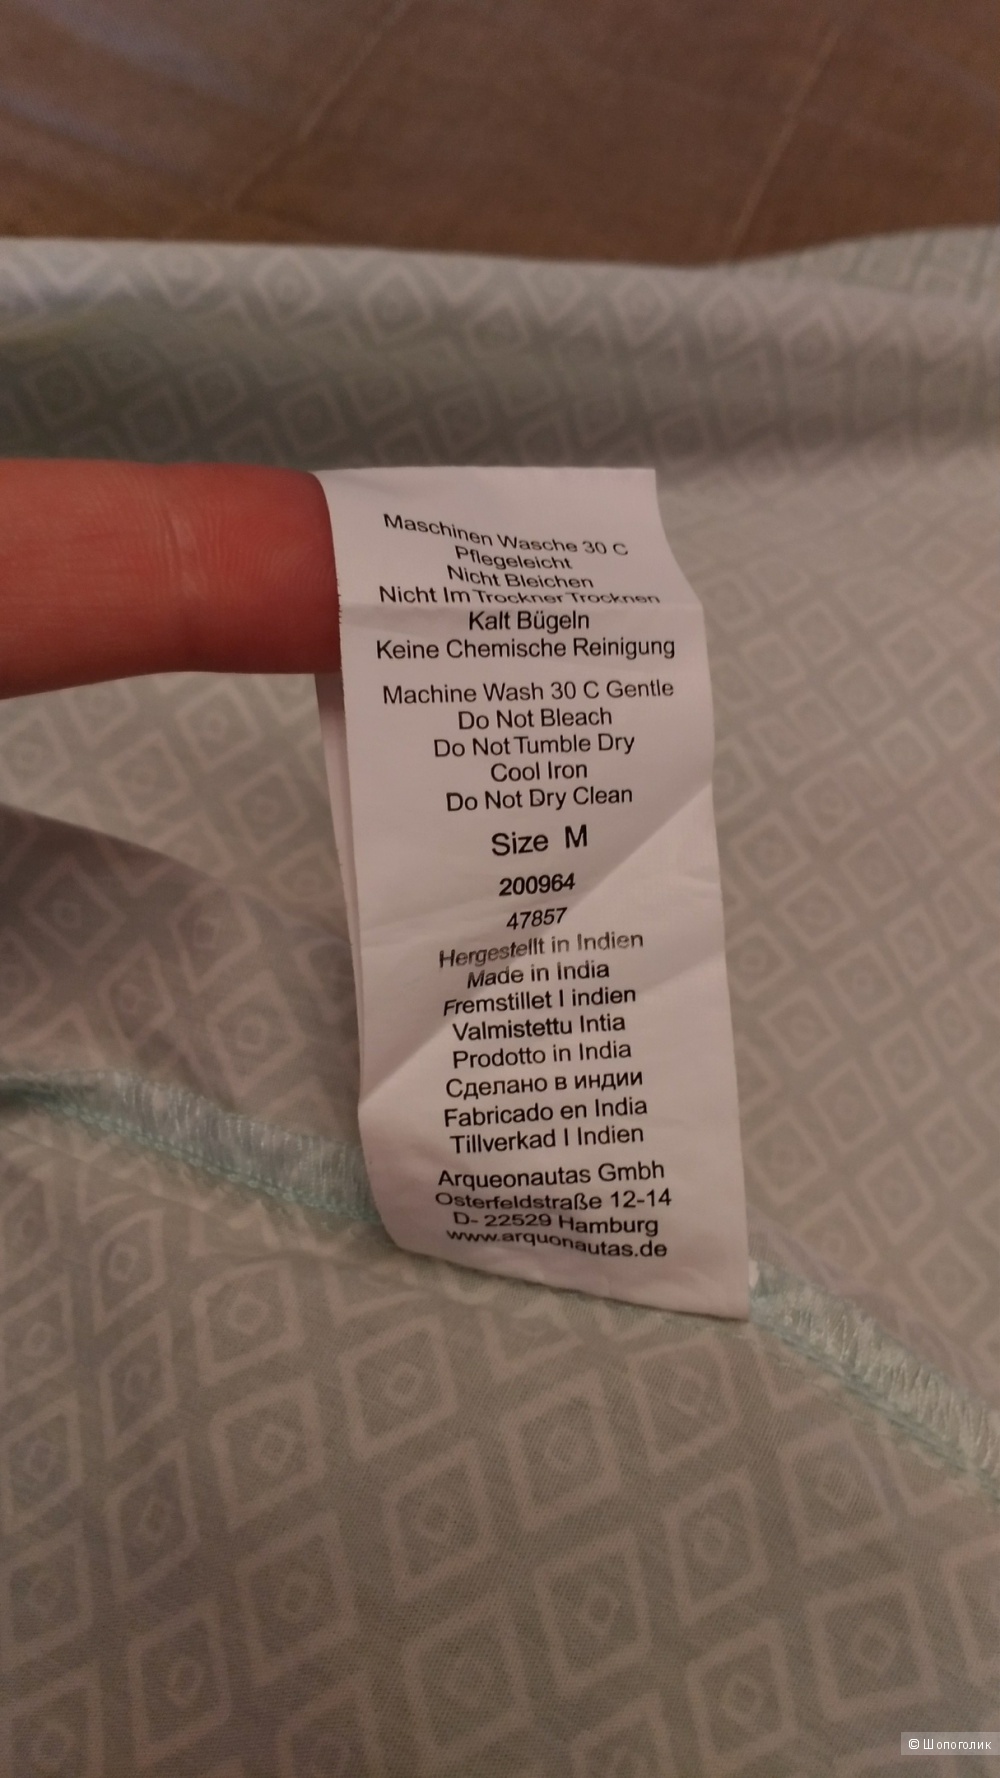 Maschinen Wasche 30 C
Pflegeleicht
Nicht Bleichen
Nicht Im Trockner Trocknen
Kalt Bügeln
Keine Chemische Reinigung
Machine Wash 30 C Gentle
Do Not Bleach
Do Not Tumble Dry
Cool Iron
Do Not Dry Clean
Size M
200964
47857
Hergestellt in Indien
Made in India
Fremstillet I indien
Valmistettu Intia
Prodotto in India
Сделано в индии
Fabricado en India
Tillverkad I Indien
Arqueonautas Gmbh
Osterfeldstraße 12-14
D- 22529 Hamburg
www.arquonautas.de
© Шопоголик